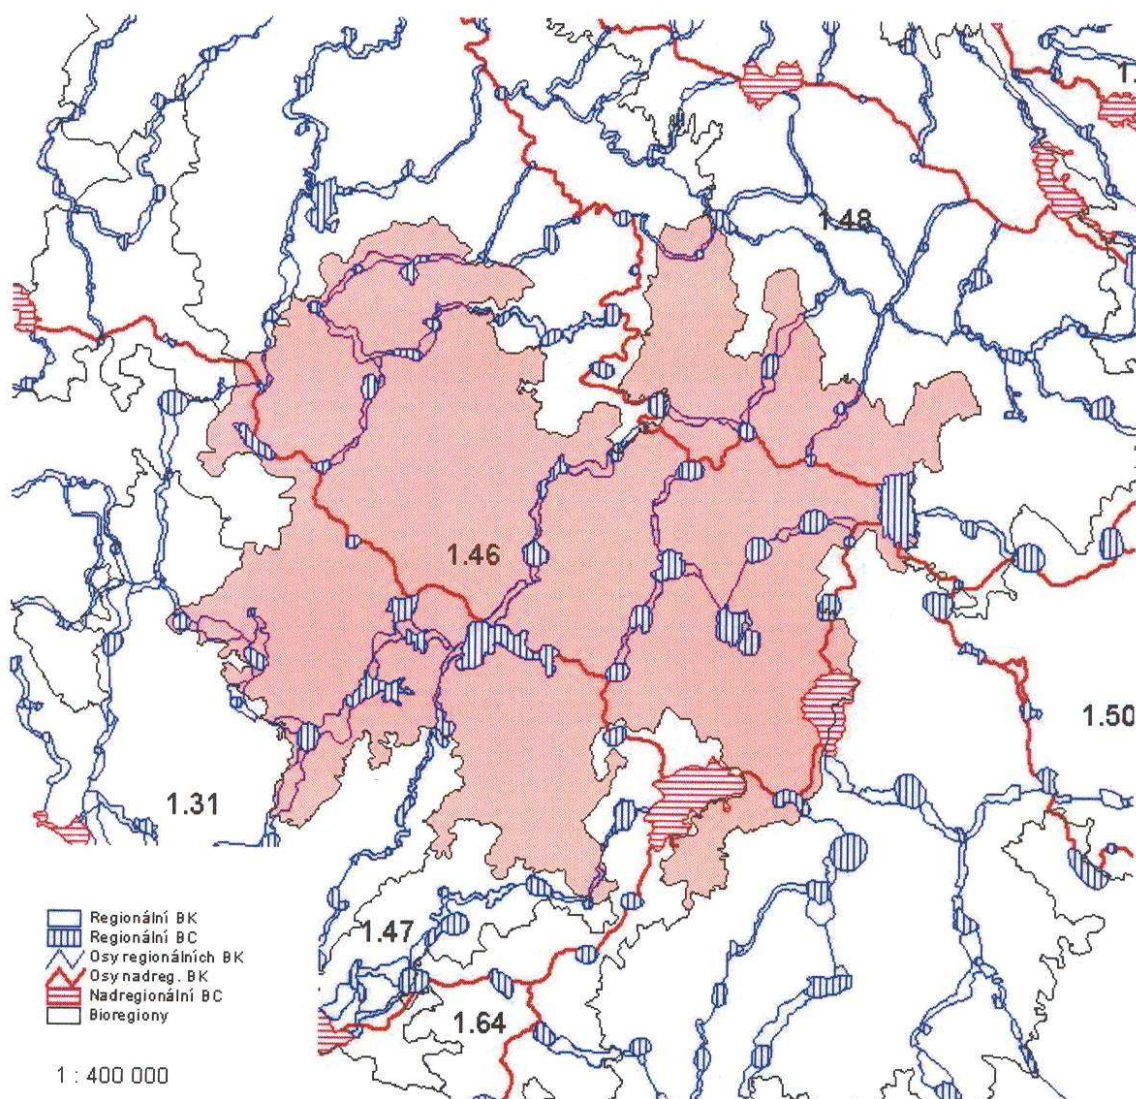 1.
1.48
1.46
1.50
1.31
1.47
1.64
Regionální BK
Regionální BC
Osy regionálních BK
Osy nadreg. BK
Nadregionální BC
Bioregiony
1 : 400 000